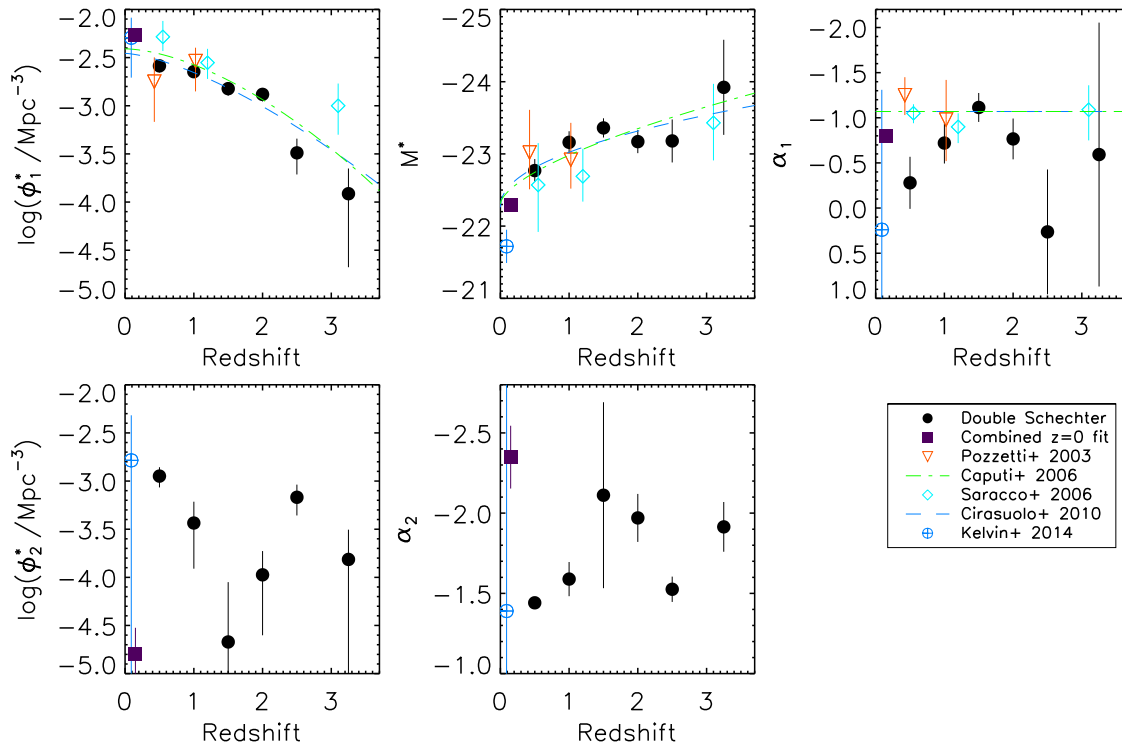 log(ϕ*1 /Mpc−3)
−2.0
−2.5
−3.0
−3.5
−4.0
−4.5
−5.0
0 1 2 3
Redshift
M*
−25
−24
−23
−22
−21
0 1 2 3
Redshift
α1
−2.0
−1.5
−1.0
−0.5
0.0
0.5
1.0
0 1 2 3
Redshift
log(ϕ*2 /Mpc−3)
−2.0
−2.5
−3.0
−3.5
−4.0
−4.5
−5.0
0 1 2 3
Redshift
α2
−2.5
−2.0
−1.5
−1.0
0 1 2 3
Redshift
Double Schechter
Combined z=0 fit
Pozzetti+ 2003
Caputi+ 2006
Saracco+ 2006
Cirasuolo+ 2010
Kelvin+ 2014